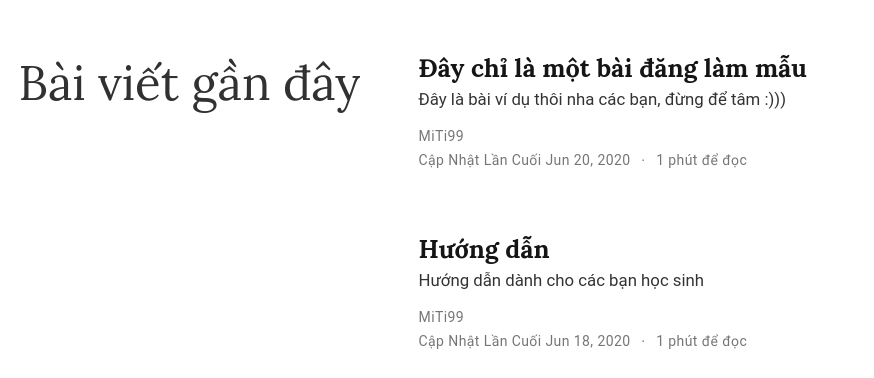 Bài viết gần đây
Đây chỉ là một bài đăng làm mẫu
Đây là bài ví dụ thôi nha các bạn, đừng để tâm :)))
MiTi99
Cập Nhật Lần Cuối Jun 20, 2020 · 1 phút để đọc
Hướng dẫn
Hướng dẫn dành cho các bạn học sinh
MiTi99
Cập Nhật Lần Cuối Jun 18, 2020 · 1 phút để đọc